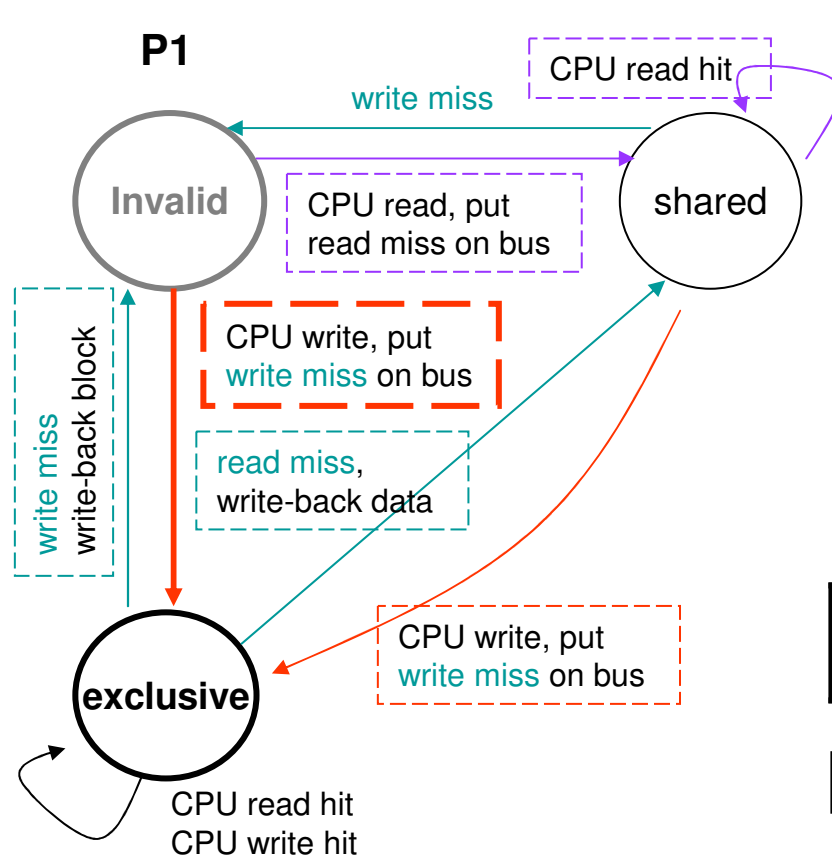 P1
CPU read hit
write miss
Invalid
shared
CPU read, put
read miss on bus
CPU write, put
write miss on bus
write miss
write-back block
read miss,
write-back data
CPU write, put
write miss on bus
exclusive
CPU read hit
CPU write hit